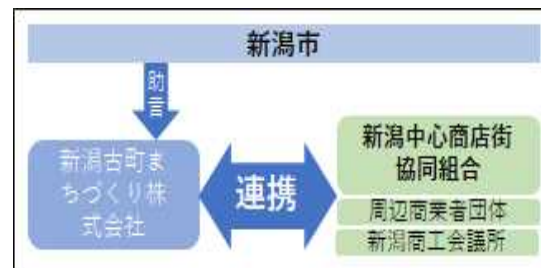 新潟市
助言
新潟古町ま
ちづくり株
式会社
連携
新潟中心商店街
協同組合
周辺商業者団体
新潟商工会議所